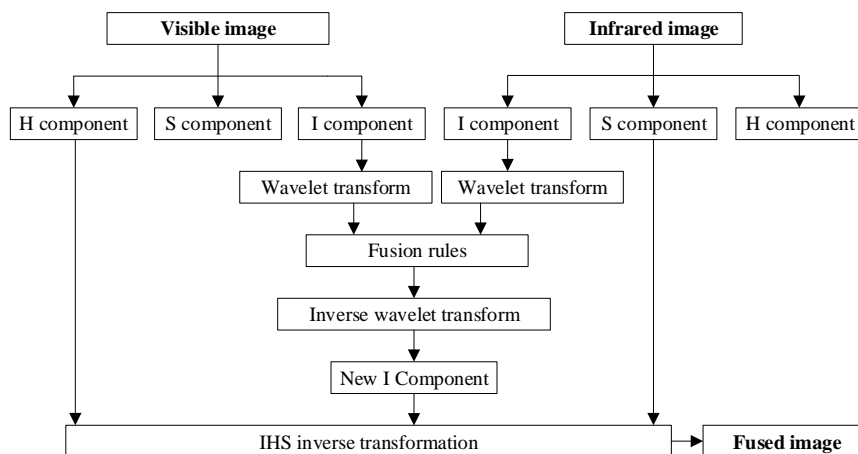 Visible image
Infrared image
H component
S component
I component
I component
S component
H component
Wavelet transform
Wavelet transform
Fusion rules
Inverse wavelet transform
New I Component
IHS inverse transformation
Fused image